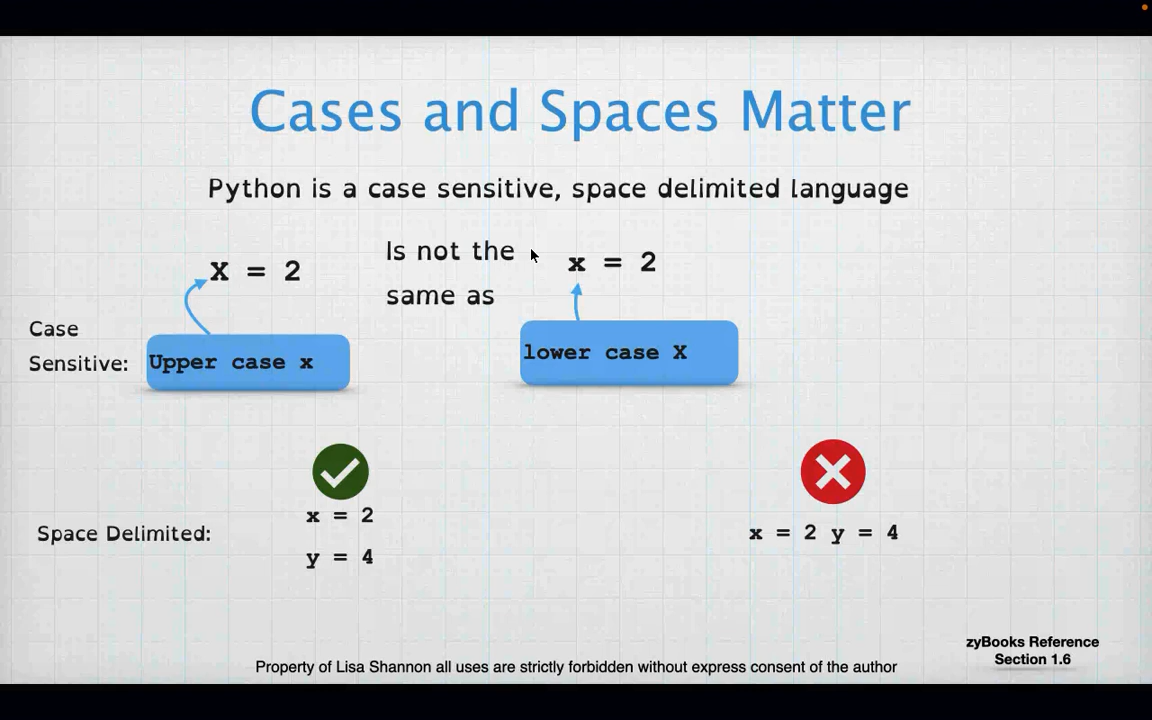 Cases and Spaces Matter
Python is a case sensitive, space delimited language
X = 2
Is not the
same as
x = 2
Case
Sensitive:
Upper case x
lower case X
Space Delimited:
x = 2
y = 4
x = 2 y = 4
zyBooks Reference
Section 1.6
Property of Lisa Shannon all uses are strictly forbidden without express consent of the author